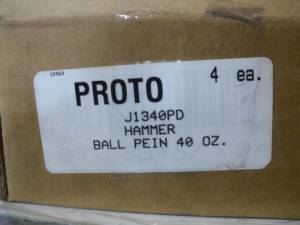 PROTO 4 ea.
J1340PD
HAMMER
BALL PEIN 40 OZ.